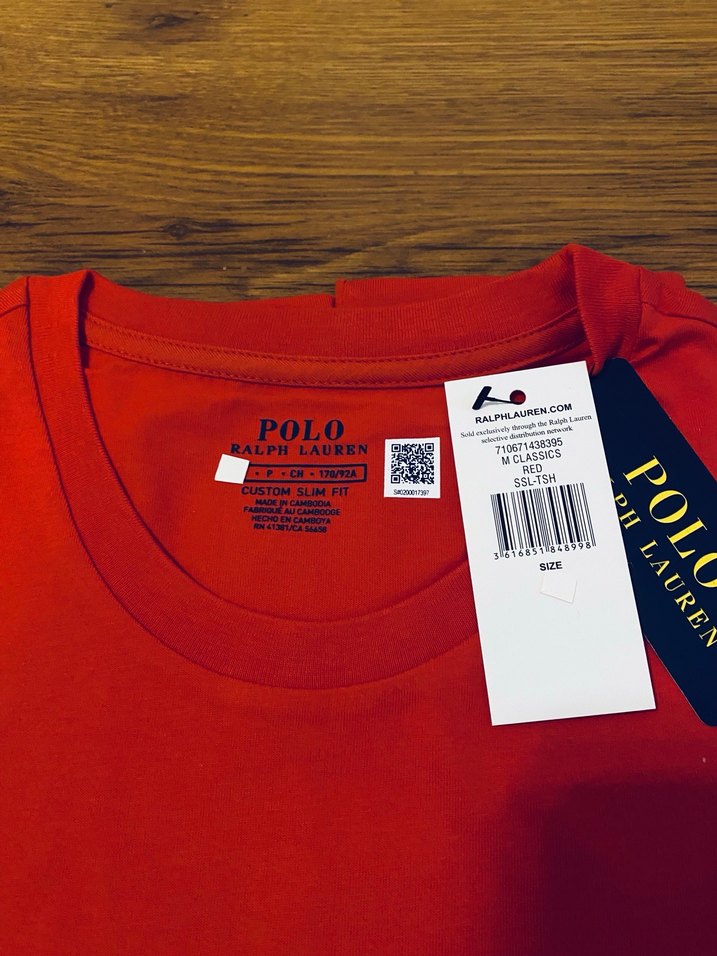 POLO
RALPH LAUREN
• P • CH • 170/92A
CUSTOM SLIM FIT
MADE IN CAMBODIA
FABRIQUÉ AU CAMBODGE
HECHO EN CAMBOYA
RN 41381/CA 56658
S#0200017397
RALPHLAUREN.COM
Sold exclusively through the Ralph Lauren
selective distribution network
710671438395
M CLASSICS
RED
SSL-TSH
3 616851 848998
SIZE
POLO
PH LAUREN